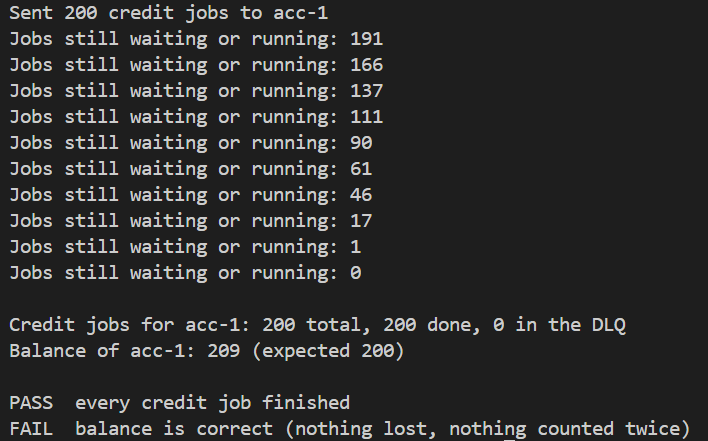 Sent 200 credit jobs to acc-1
Jobs still waiting or running: 191
Jobs still waiting or running: 166
Jobs still waiting or running: 137
Jobs still waiting or running: 111
Jobs still waiting or running: 90
Jobs still waiting or running: 61
Jobs still waiting or running: 46
Jobs still waiting or running: 17
Jobs still waiting or running: 1
Jobs still waiting or running: 0
Credit jobs for acc-1: 200 total, 200 done, 0 in the DLQ
Balance of acc-1: 209 (expected 200)
PASS  every credit job finished
FAIL  balance is correct (nothing lost, nothing counted twice)